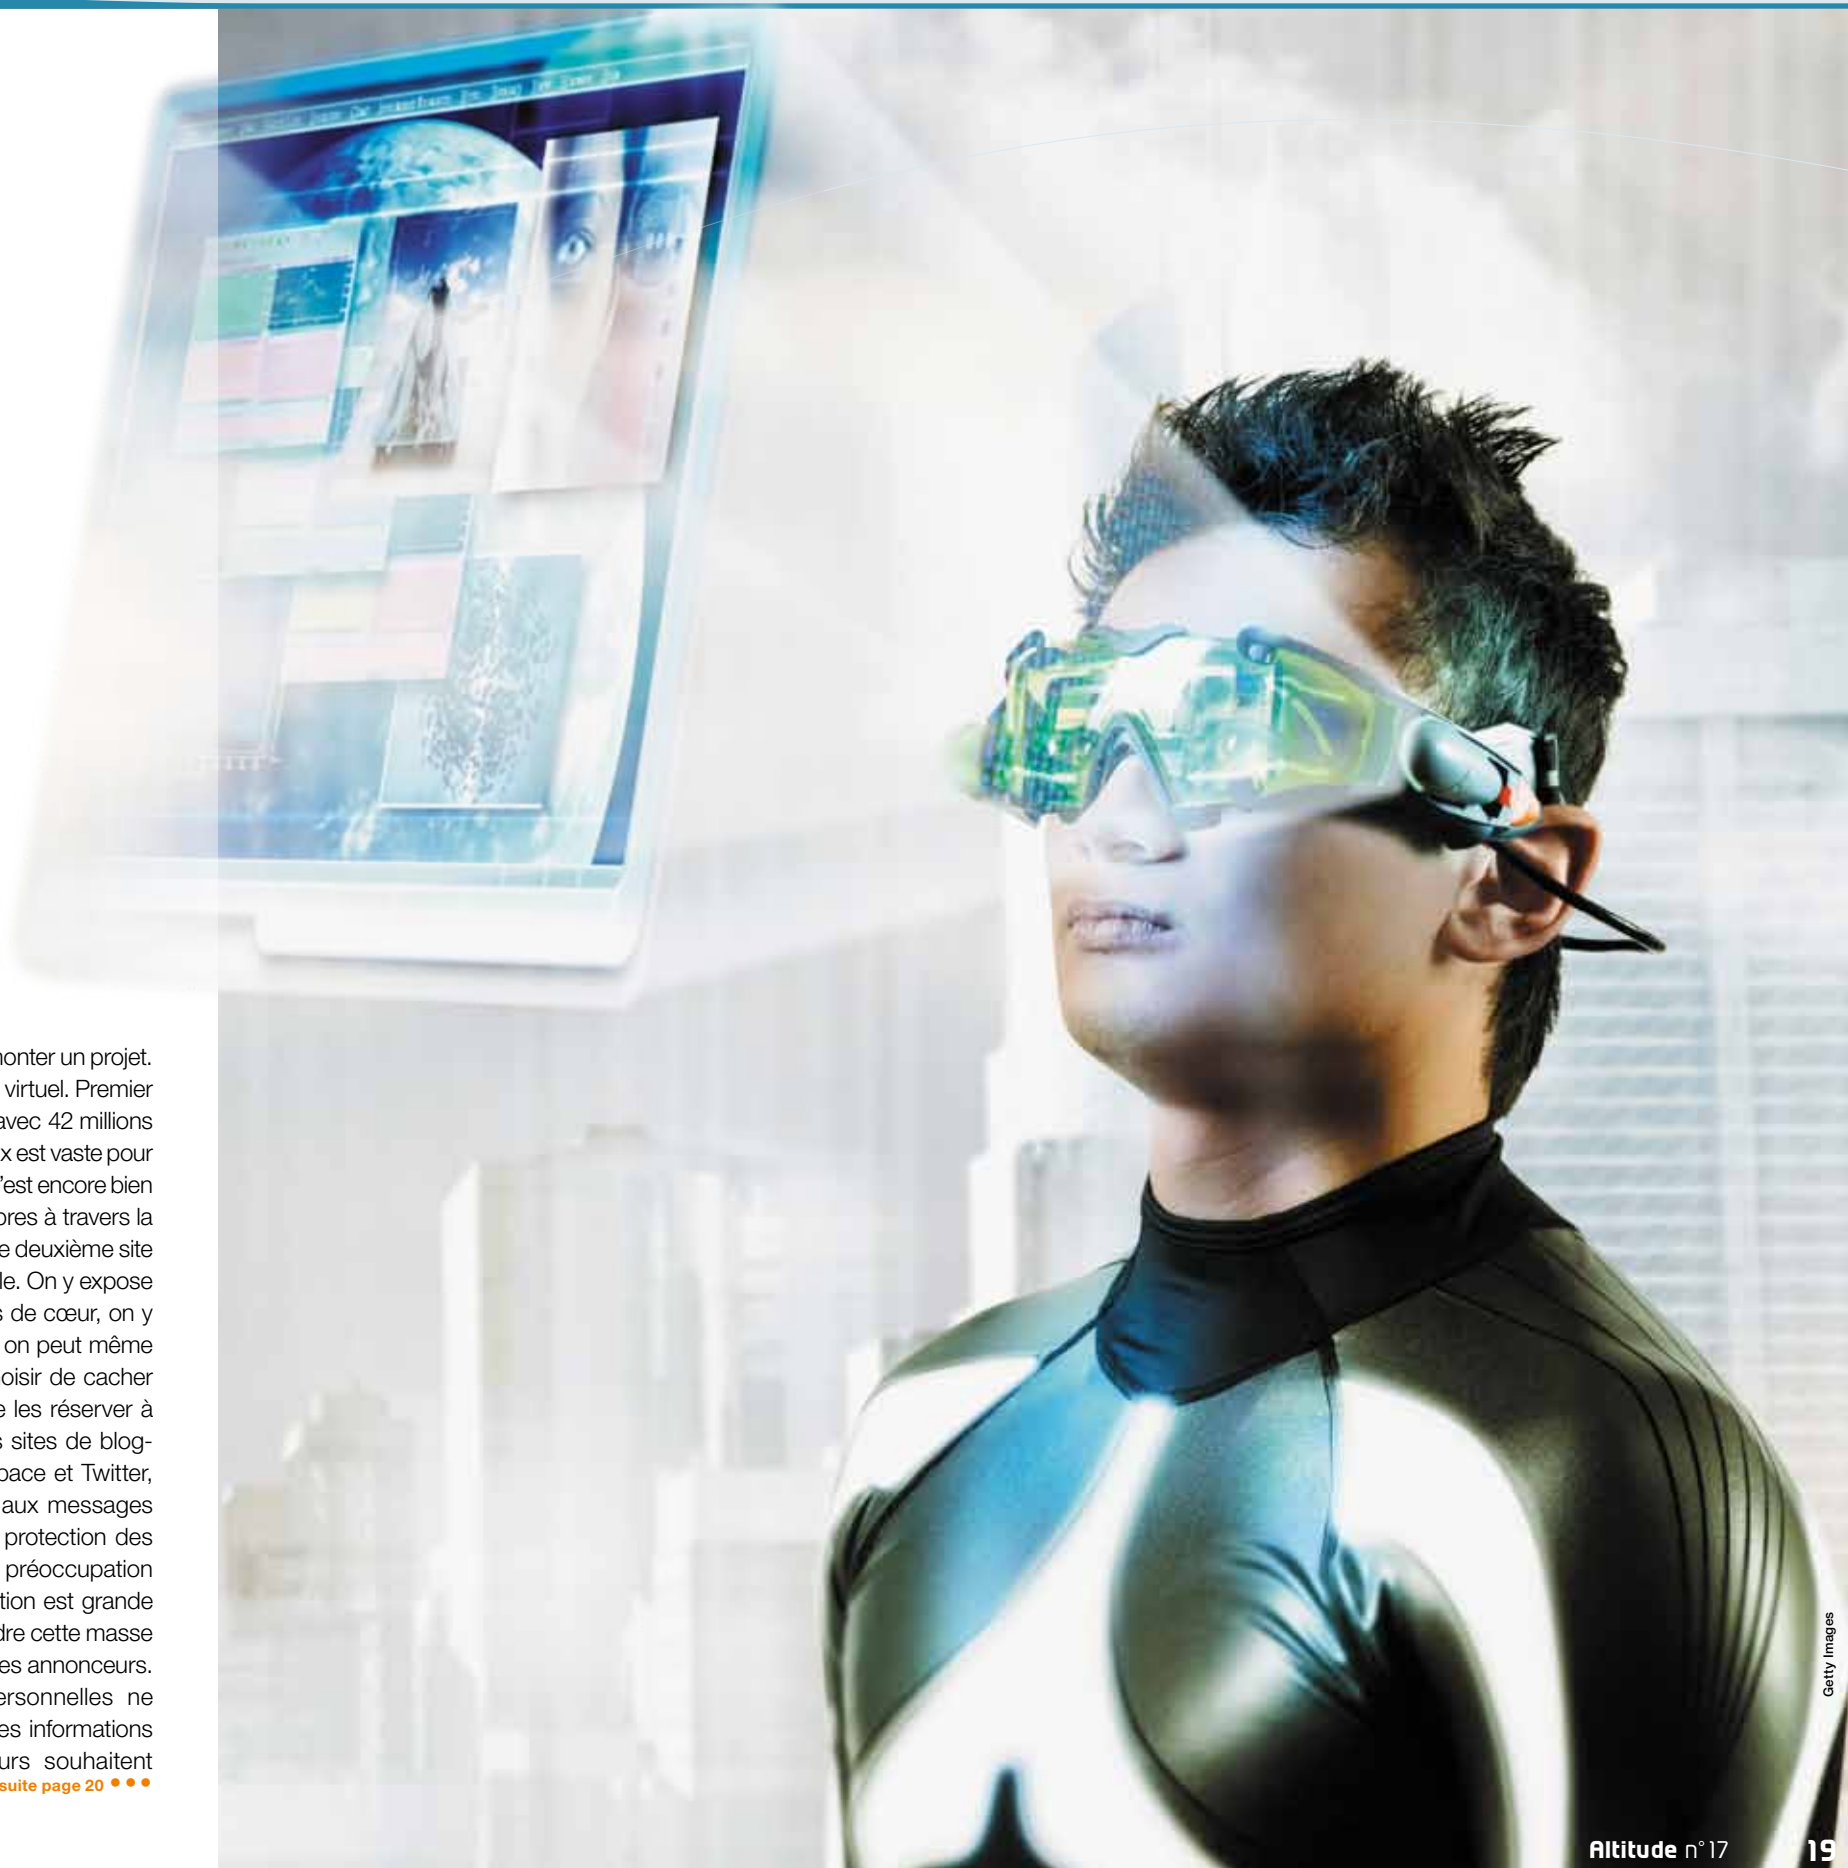 onter un projet.
virtuel. Premier
avec 42 millions
x est vaste pour
’est encore bien
bres à travers la
e deuxième site
le. On y expose
s de cœur, on y
on peut même
oisir de cacher
e les réserver à
s sites de blog-
pace et Twitter,
aux messages
protection des
préoccupation
tion est grande
dre cette masse
es annonceurs.
ersonnelles ne
es informations
urs souhaitent
suite page 20 •••
Getty Images
Altitude n°17 19